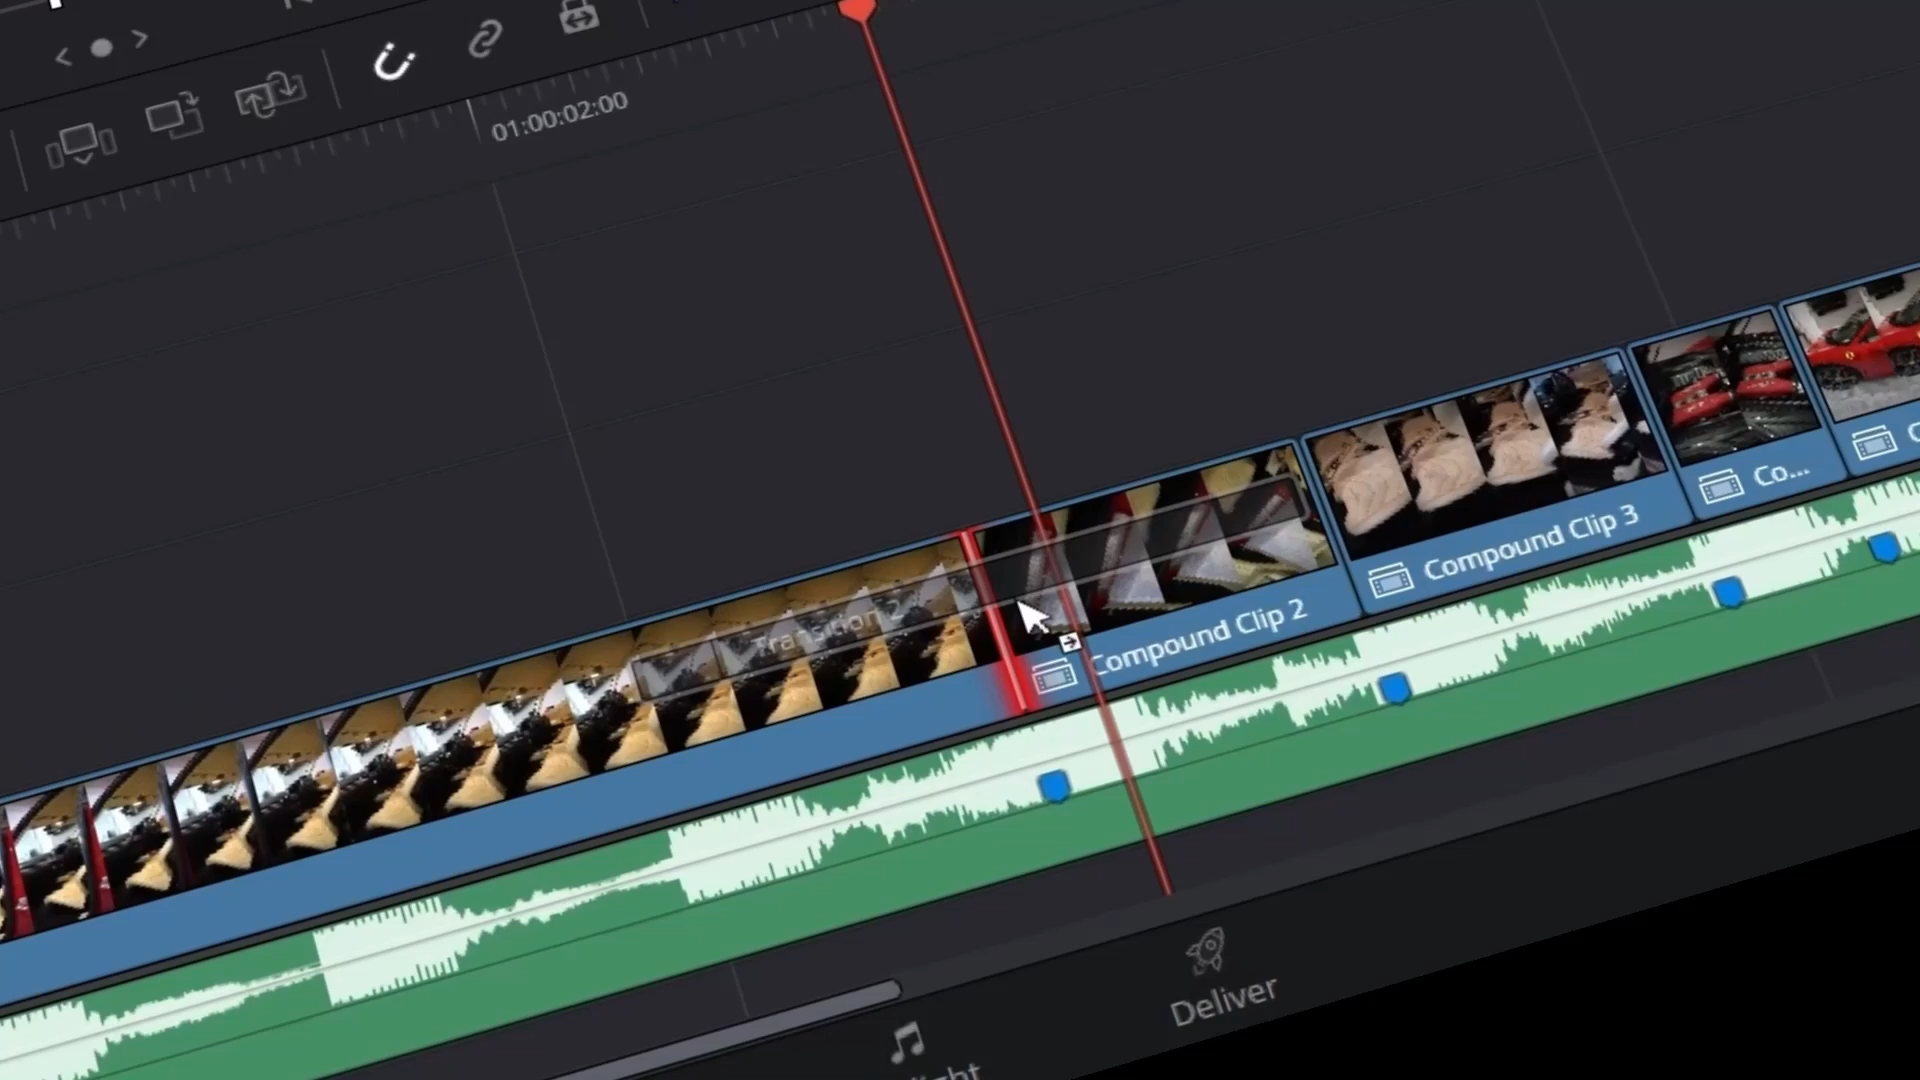 01:00:02:00
Transition 2
Compound Clip 2
Compound Clip 3
Co...
Deliver